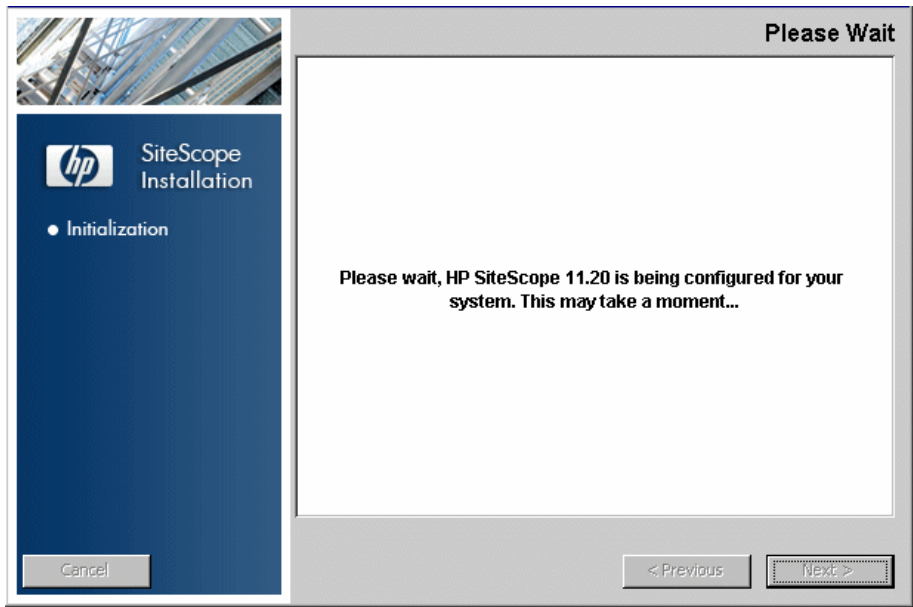 Please Wait
hp
SiteScope
Installation
Initialization
Please wait, HP SiteScope 11.20 is being configured for your
system. This may take a moment...
Cancel
< Previous
Next >